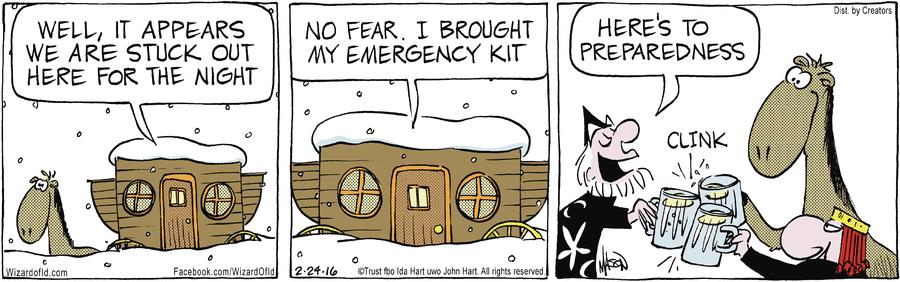 WELL, IT APPEARS
WE ARE STUCK OUT
HERE FOR THE NIGHT
Wizardofid.com
Facebook.com/WizardOfId
NO FEAR. I BROUGHT
MY EMERGENCY KIT
2-24-16
©Trust fbo Ida Hart uwo John Hart. All rights reserved.
Dist. by Creators
HERE'S TO
PREPAREDNESS
CLINK
MASON